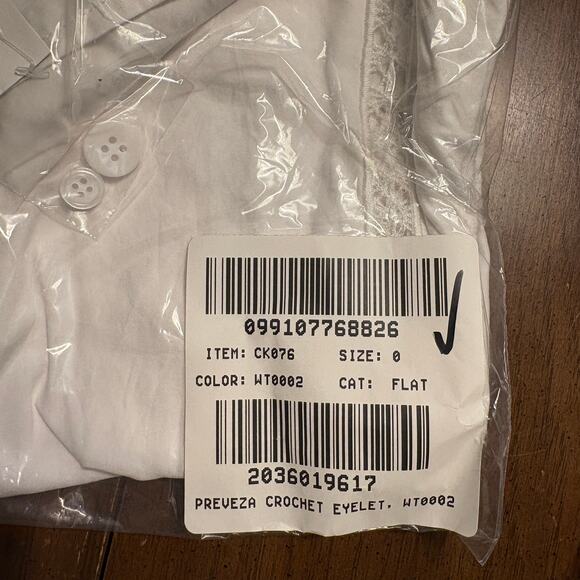 099107768826
ITEM: CK076 SIZE: 0
COLOR: WT0002 CAT: FLAT
2036019617
PREVEZA CROCHET EYELET, WT0002